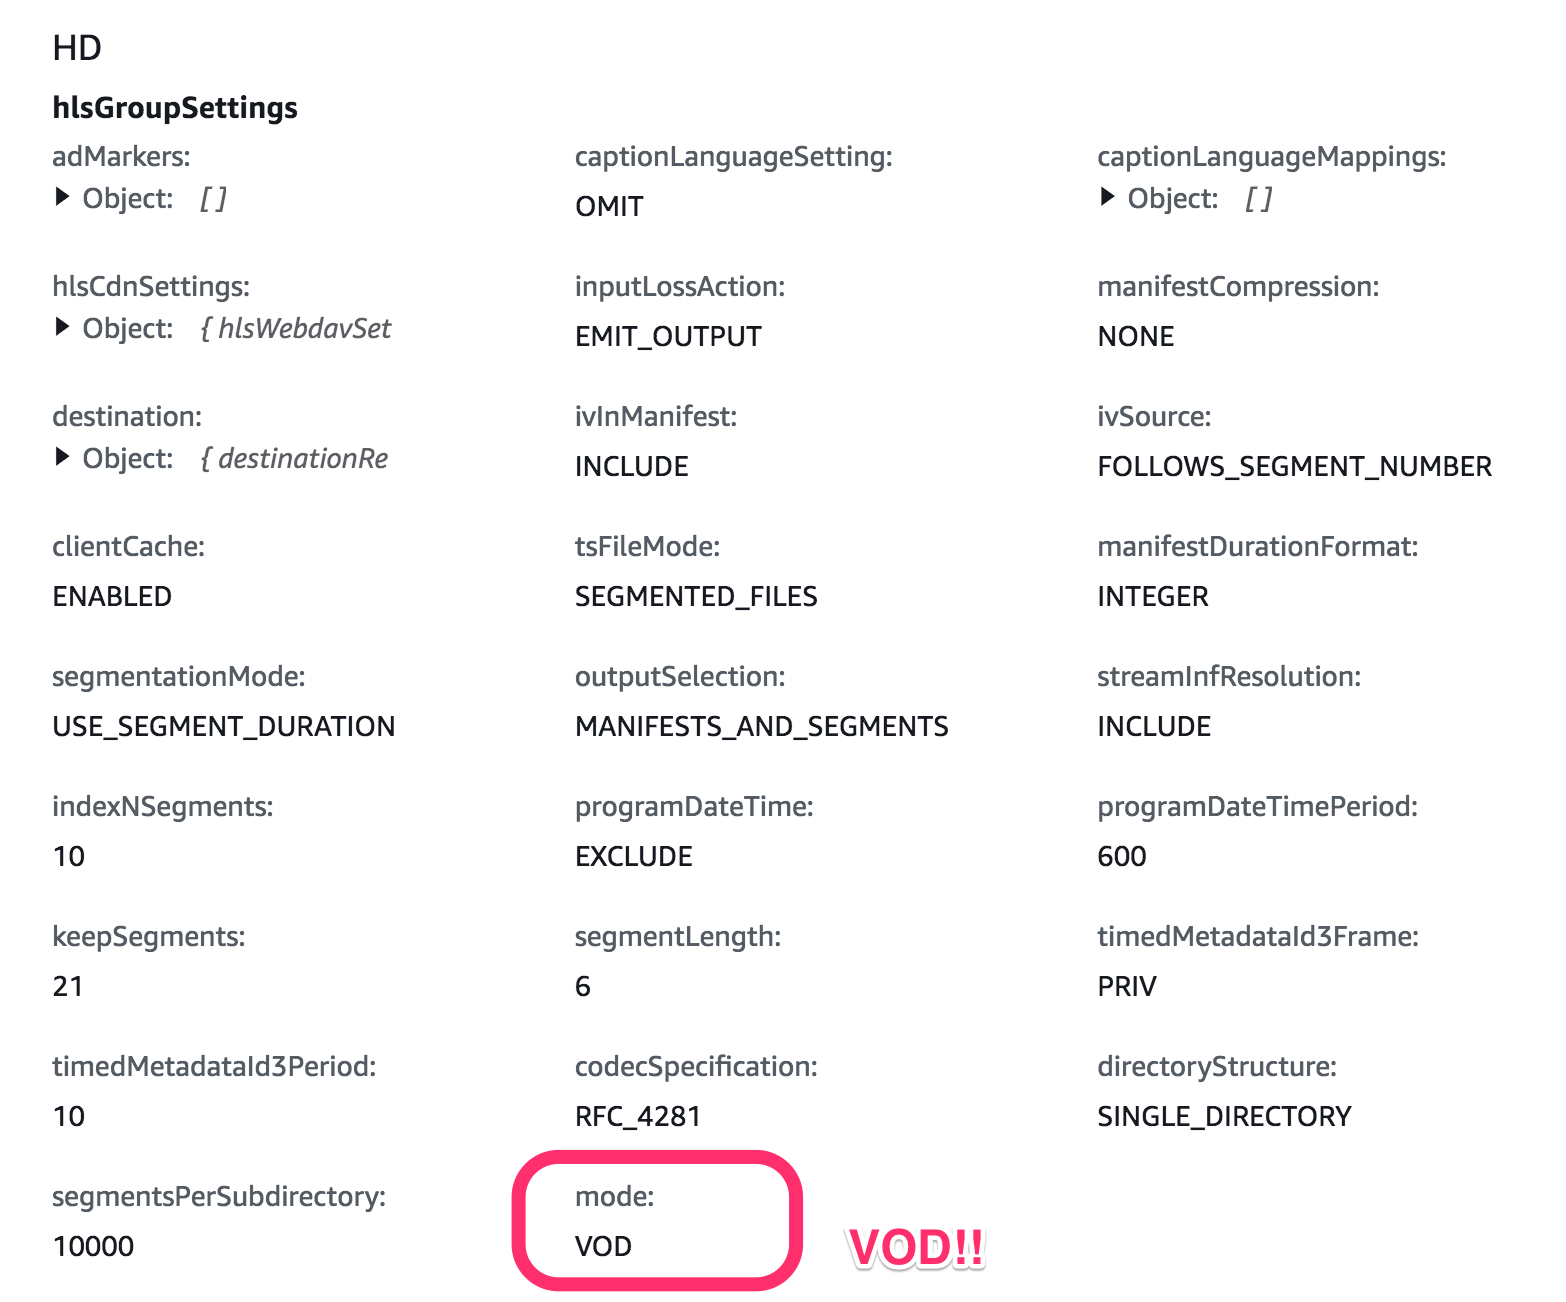 HD
hlsGroupSettings
adMarkers:
Object: []
captionLanguageSetting:
OMIT
captionLanguageMappings:
Object: []
hlsCdnSettings:
Object: { hlsWebdavSet
inputLossAction:
EMIT_OUTPUT
manifestCompression:
NONE
destination:
Object: { destinationRe
ivInManifest:
INCLUDE
ivSource:
FOLLOWS_SEGMENT_NUMBER
clientCache:
ENABLED
tsFileMode:
SEGMENTED_FILES
manifestDurationFormat:
INTEGER
segmentationMode:
USE_SEGMENT_DURATION
outputSelection:
MANIFESTS_AND_SEGMENTS
streamInfResolution:
INCLUDE
indexNSegments:
10
programDateTime:
EXCLUDE
programDateTimePeriod:
600
keepSegments:
21
segmentLength:
6
timedMetadataId3Frame:
PRIV
timedMetadataId3Period:
10
codecSpecification:
RFC_4281
directoryStructure:
SINGLE_DIRECTORY
segmentsPerSubdirectory:
10000
mode:
VOD
VOD!!